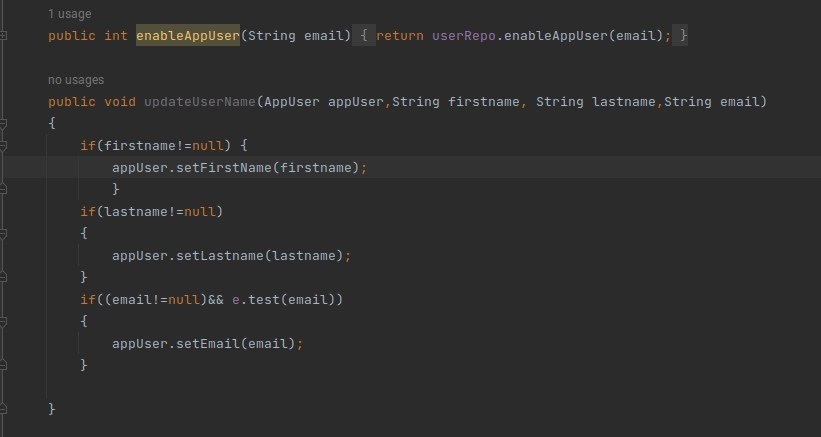 1 usage
public int enableAppUser(String email) { return userRepo.enableAppUser(email); }
no usages
public void updateUserName(AppUser appUser,String firstname, String lastname,String email)
{
if(firstname!=null) {
appUser.setFirstName(firstname);
}
if(lastname!=null)
{
appUser.setLastname(lastname);
}
if((email!=null)&& e.test(email))
{
appUser.setEmail(email);
}
}